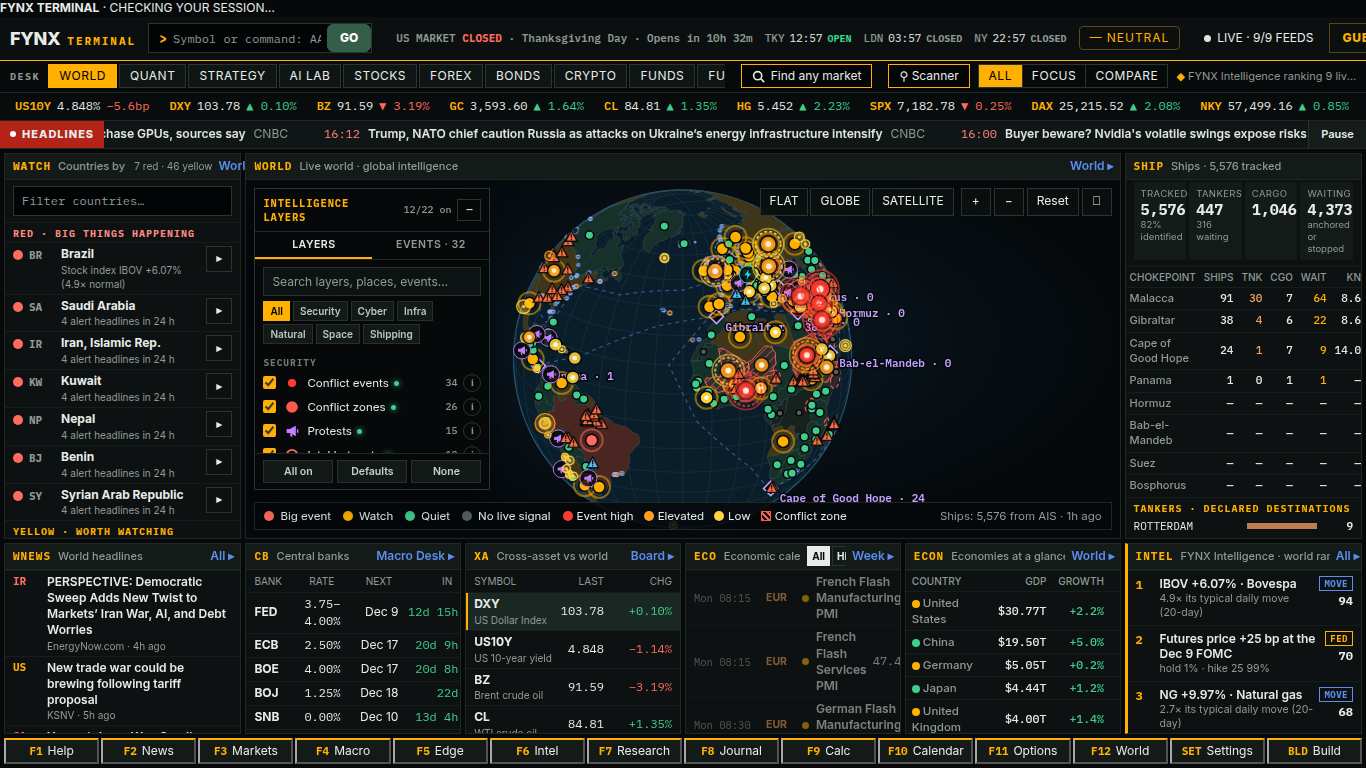 FYNX TERMINAL · CHECKING YOUR SESSION...
FYNX TERMINAL > Symbol or command: AA GO US MARKET CLOSED · Thanksgiving Day · Opens in 10h 32m TKY 12:57 OPEN LDN 03:57 CLOSED NY 22:57 CLOSED — NEUTRAL LIVE · 9/9 FEEDS GUE
DESK WORLD QUANT STRATEGY AI LAB STOCKS FOREX BONDS CRYPTO FUNDS FU Find any market Scanner ALL FOCUS COMPARE ◆ FYNX Intelligence ranking 9 liv...
US10Y 4.848% −5.6bp DXY 103.78 ▲ 0.10% BZ 91.59 ▼ 3.19% GC 3,593.60 ▲ 1.64% CL 84.81 ▲ 1.35% HG 5.452 ▲ 2.23% SPX 7,182.78 ▼ 0.25% DAX 25,215.52 ▲ 2.08% NKY 57,499.16 ▲ 0.85%
HEADLINES chase GPUs, sources say CNBC 16:12 Trump, NATO chief caution Russia as attacks on Ukraine's energy infrastructure intensify CNBC 16:00 Buyer beware? Nvidia's volatile swings expose risks Pause
WATCH Countries by 7 red · 46 yellow Worl
Filter countries...
RED · BIG THINGS HAPPENING
BR Brazil
Stock index IBOV +6.07% (4.9× normal)
SA Saudi Arabia
4 alert headlines in 24 h
IR Iran, Islamic Rep.
4 alert headlines in 24 h
KW Kuwait
4 alert headlines in 24 h
NP Nepal
4 alert headlines in 24 h
BJ Benin
4 alert headlines in 24 h
SY Syrian Arab Republic
4 alert headlines in 24 h
YELLOW · WORTH WATCHING
WORLD Live world · global intelligence World ▸
INTELLIGENCE LAYERS 12/22 on −
LAYERS EVENTS · 32
Search layers, places, events...
All Security Cyber Infra
Natural Space Shipping
SECURITY
Conflict events 34 i
Conflict zones 26 i
Protests 15 i
All on Defaults None
FLAT GLOBE SATELLITE + − Reset
us · 0
ormuz · 0
0
Gibralt
Bab-el-Mandeb · 0
a · 1
Cape of Good Hope · 24
Big event Watch Quiet No live signal Event high Elevated Low Conflict zone Ships: 5,576 from AIS · 1h ago
SHIP Ships · 5,576 tracked
TRACKED TANKERS CARGO WAITING
5,576 447 1,046 4,373
82% identified 316 waiting anchored or stopped
CHOKEPOINT SHIPS TNK CGO WAIT KN
Malacca 91 30 7 64 8.6
Gibraltar 38 4 6 22 8.6
Cape of Good Hope 24 1 7 9 14.0
Panama 1 0 1 1 —
Hormuz — — — — —
Bab-el-Mandeb — — — — —
Suez — — — — —
Bosphorus — — — — —
TANKERS · DECLARED DESTINATIONS
ROTTERDAM 9
WNEWS World headlines All ▸
IR PERSPECTIVE: Democratic
Sweep Adds New Twist to
Markets' Iran War, AI, and Debt
Worries
EnergyNow.com · 4h ago
US New trade war could be
brewing following tariff
proposal
KSNV · 5h ago
CB Central banks Macro Desk ▸
BANK RATE NEXT IN
FED 3.75–4.00% Dec 9 12d 15h
ECB 2.50% Dec 17 20d 9h
BOE 4.00% Dec 17 20d 8h
BOJ 1.25% Dec 18 22d
SNB 0.00% Dec 10 13d 4h
XA Cross-asset vs world Board ▸
SYMBOL LAST CHG
DXY 103.78 +0.10%
US Dollar Index
US10Y 4.848 −1.14%
US 10-year yield
BZ 91.59 −3.19%
Brent crude oil
CL 84.81 +1.35%
WTI crude oil
ECO Economic cale All Hi Week ▸
Mon 08:15 EUR French Flash Manufacturing PMI
Mon 08:15 EUR French Flash Services PMI 47.4
Mon 08:30 EUR German Flash Manufacturing
ECON Economies at a glance World ▸
COUNTRY GDP GROWTH
United States $30.77T +2.2%
China $19.50T +5.0%
Germany $5.05T +0.2%
Japan $4.44T +1.2%
United Kingdom $4.00T +1.4%
INTEL FYNX Intelligence · world ran All ▸
1 IBOV +6.07% · Bovespa MOVE
4.9× its typical daily move (20-day) 94
2 Futures price +25 bp at the Dec 9 FOMC FED
hold 1% · hike 25 99% 70
3 NG +9.97% · Natural gas MOVE
2.7× its typical daily move (20-day) 68
F1 Help F2 News F3 Markets F4 Macro F5 Edge F6 Intel F7 Research F8 Journal F9 Calc F10 Calendar F11 Options F12 World SET Settings BLD Build